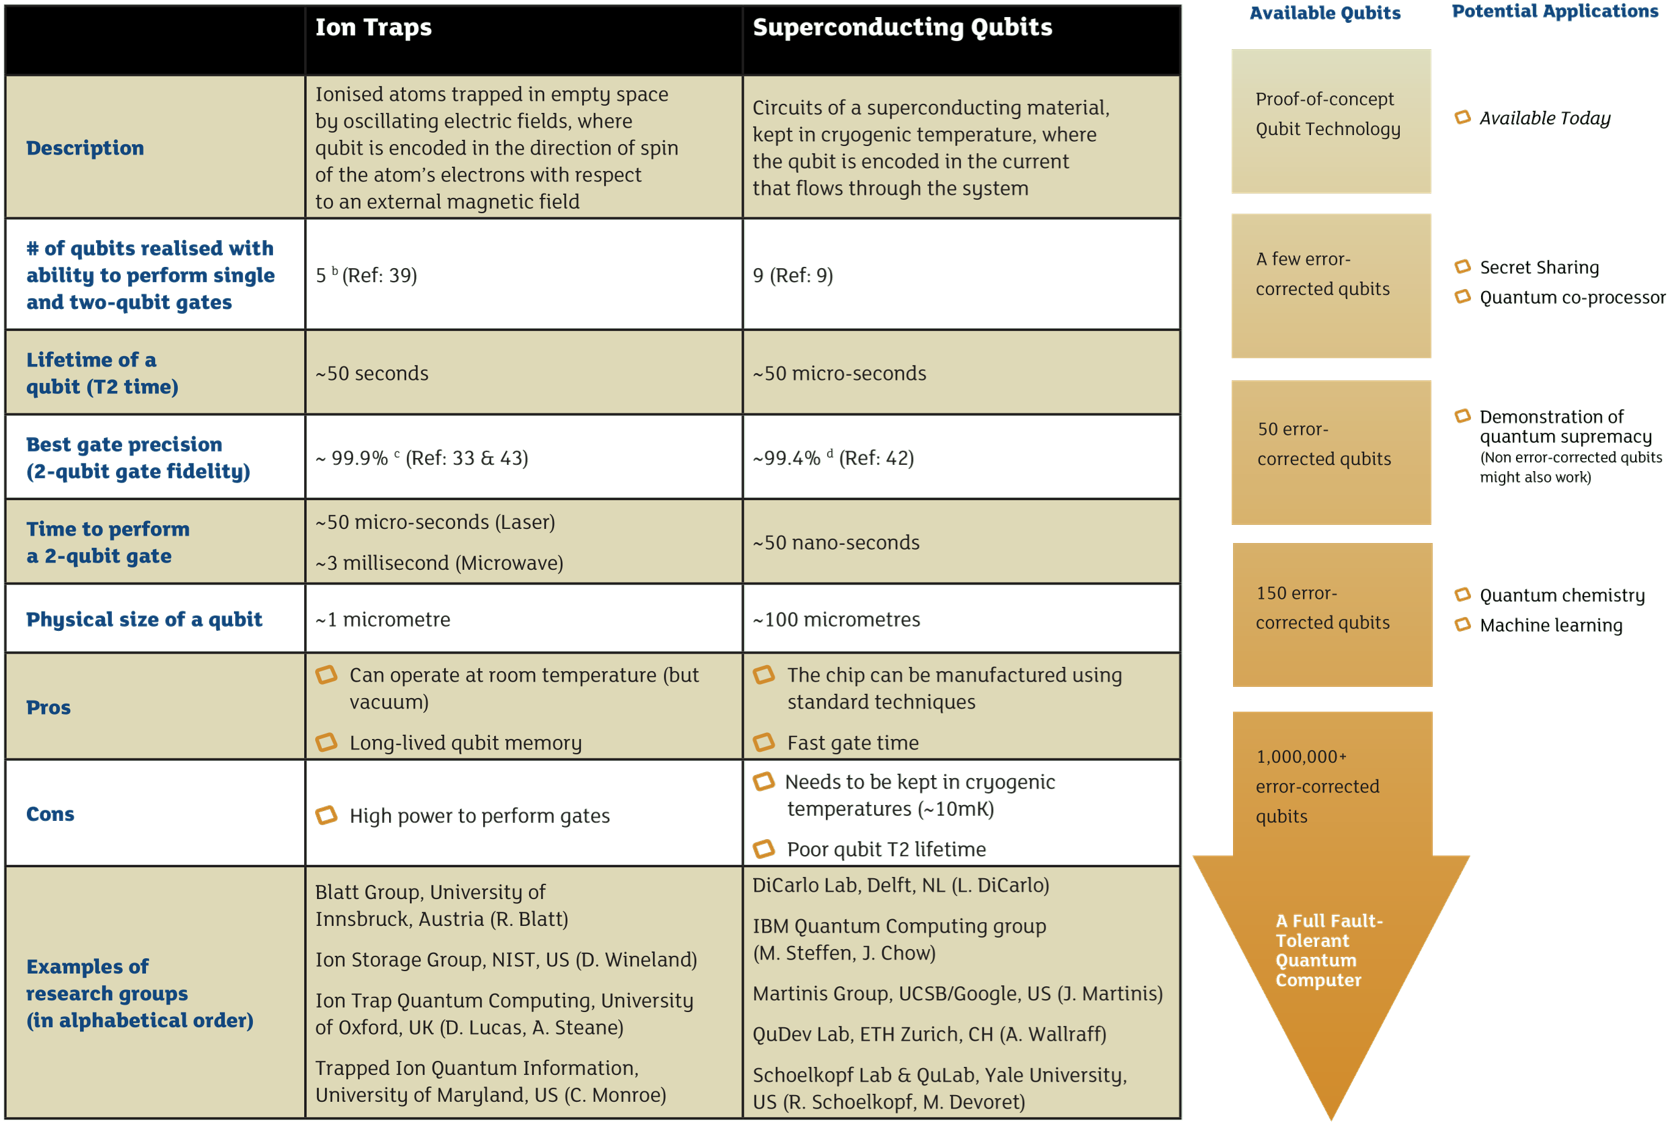 Ion Traps
Superconducting Qubits
Description
Ionised atoms trapped in empty space
by oscillating electric fields, where
qubit is encoded in the direction of spin
of the atom's electrons with respect
to an external magnetic field
Circuits of a superconducting material,
kept in cryogenic temperature, where
the qubit is encoded in the current
that flows through the system
# of qubits realised with
ability to perform single
and two-qubit gates
5 b (Ref: 39)
9 (Ref: 9)
Lifetime of a
qubit (T2 time)
~50 seconds
~50 micro-seconds
Best gate precision
(2-qubit gate fidelity)
~ 99.9% c (Ref: 33 & 43)
~99.4% d (Ref: 42)
Time to perform
a 2-qubit gate
~50 micro-seconds (Laser)
~3 millisecond (Microwave)
~50 nano-seconds
Physical size of a qubit
~1 micrometre
~100 micrometres
Pros
Can operate at room temperature (but
vacuum)
Long-lived qubit memory
The chip can be manufactured using
standard techniques
Fast gate time
Cons
High power to perform gates
Needs to be kept in cryogenic
temperatures (~10mK)
Poor qubit T2 lifetime
Examples of
research groups
(in alphabetical order)
Blatt Group, University of
Innsbruck, Austria (R. Blatt)
Ion Storage Group, NIST, US (D. Wineland)
Ion Trap Quantum Computing, University
of Oxford, UK (D. Lucas, A. Steane)
Trapped Ion Quantum Information,
University of Maryland, US (C. Monroe)
DiCarlo Lab, Delft, NL (L. DiCarlo)
IBM Quantum Computing group
(M. Steffen, J. Chow)
Martinis Group, UCSB/Google, US (J. Martinis)
QuDev Lab, ETH Zurich, CH (A. Wallraff)
Schoelkopf Lab & QuLab, Yale University,
US (R. Schoelkopf, M. Devoret)
Available Qubits
Potential Applications
Proof-of-concept
Qubit Technology
Available Today
A few error-
corrected qubits
Secret Sharing
Quantum co-processor
50 error-
corrected qubits
Demonstration of
quantum supremacy
(Non error-corrected qubits
might also work)
150 error-
corrected qubits
Quantum chemistry
Machine learning
1,000,000+
error-corrected
qubits
A Full Fault-
Tolerant
Quantum
Computer